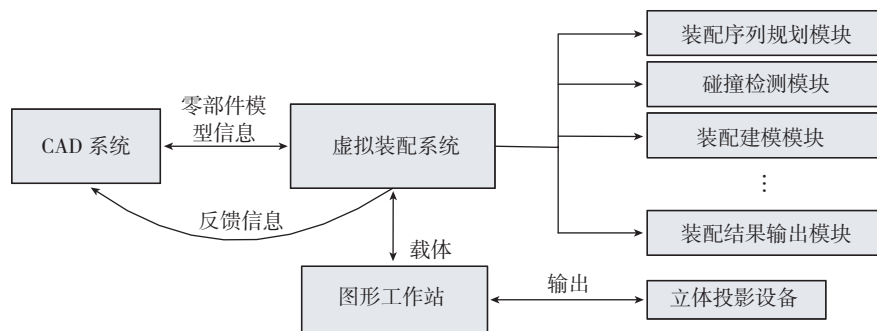 装配序列规划模块
碰撞检测模块
零部件模
型信息
CAD 系统
虚拟装配系统
装配建模模块
⋮
反馈信息
装配结果输出模块
载体
图形工作站
输出
立体投影设备